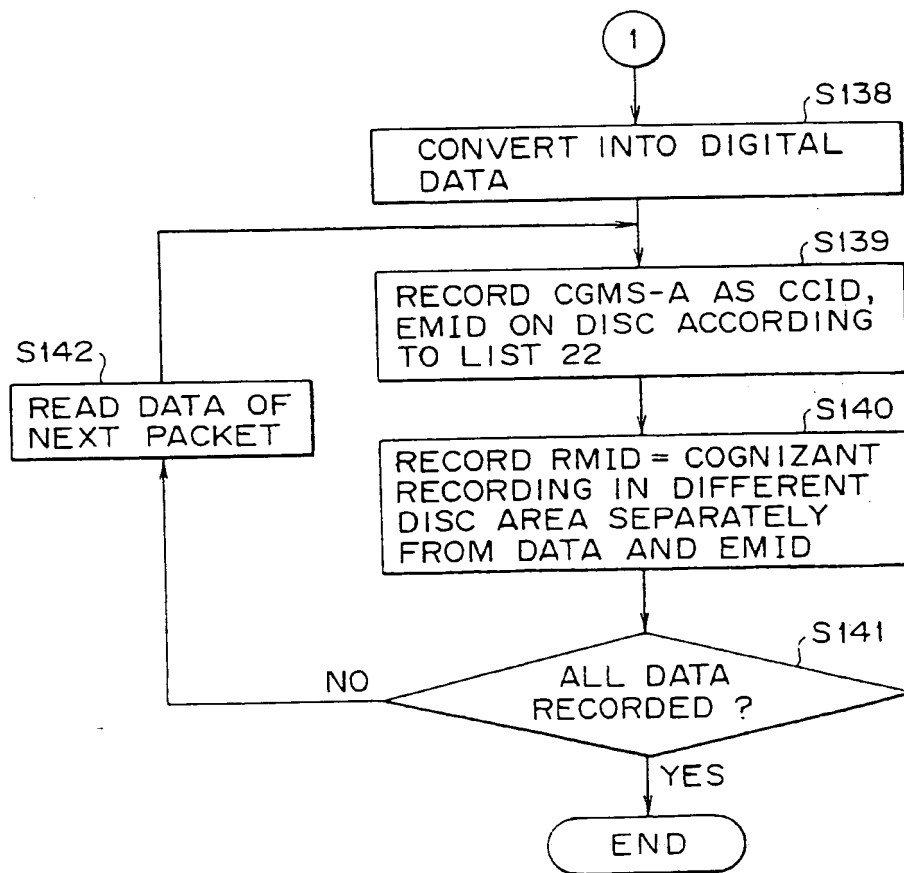 1
S138
CONVERT INTO DIGITAL
DATA
S139
RECORD CGMS-A AS CCID,
EMID ON DISC ACCORDING
TO LIST 22
S142
READ DATA OF
NEXT PACKET
S140
RECORD RMID = COGNIZANT
RECORDING IN DIFFERENT
DISC AREA SEPARATELY
FROM DATA AND EMID
S141
ALL DATA
RECORDED ?
NO
YES
END